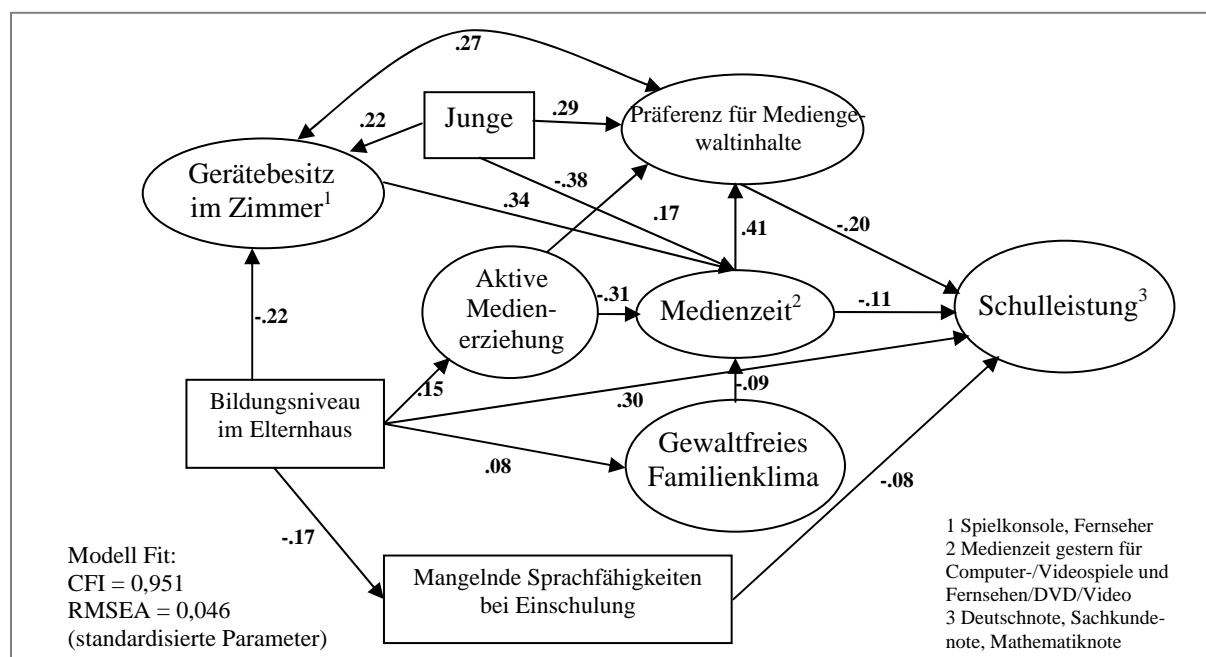 .27
Junge
.29
.22
Präferenz für Medienge-
waltinhalte
Gerätebesitz
im Zimmer1
-.38
.34
.17
.41
-.20
Aktive
Medien-
erziehung
-.31
Medienzeit2
-.11
Schulleistung3
-.22
.15
-.09
.30
Bildungsniveau
im Elternhaus
Gewaltfreies
Familienklima
.08
-.08
-.17
Mangelnde Sprachfähigkeiten
bei Einschulung
Modell Fit:
CFI = 0,951
RMSEA = 0,046
(standardisierte Parameter)
1 Spielkonsole, Fernseher
2 Medienzeit gestern für
Computer-/Videospiele und
Fernsehen/DVD/Video
3 Deutschnote, Sachkunde-
note, Mathematiknote